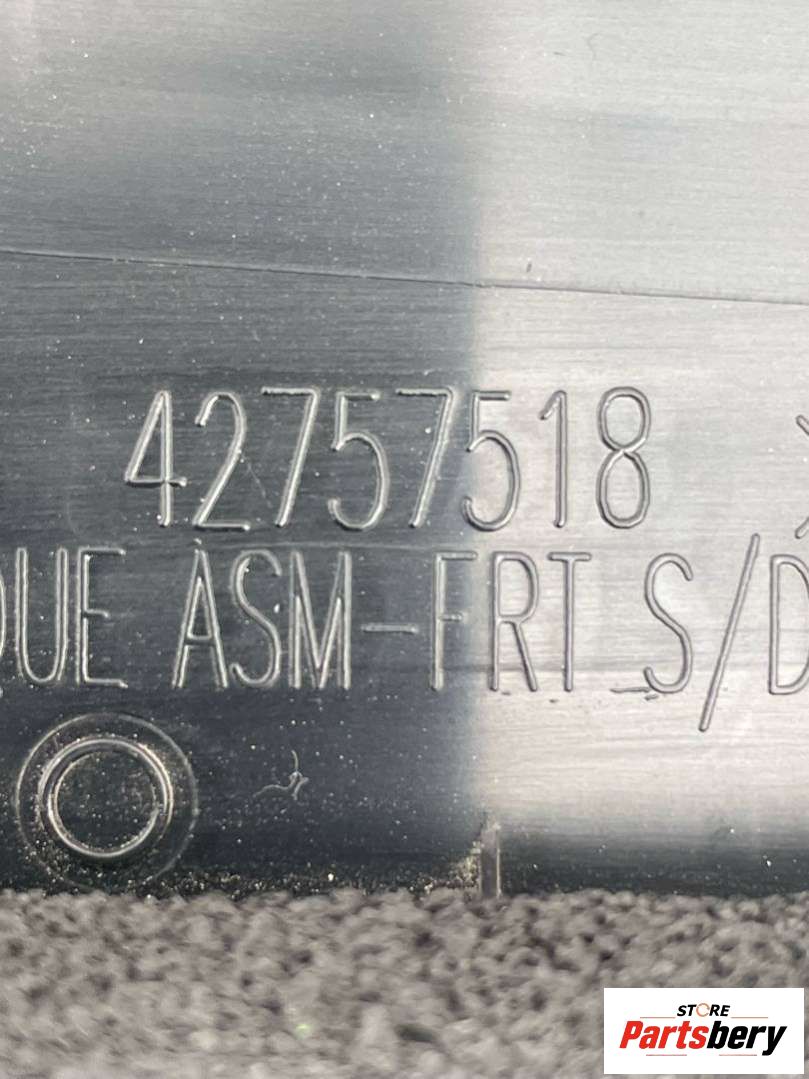 42757518
QUE ASM-FRT S/D
STORE
Partsbery